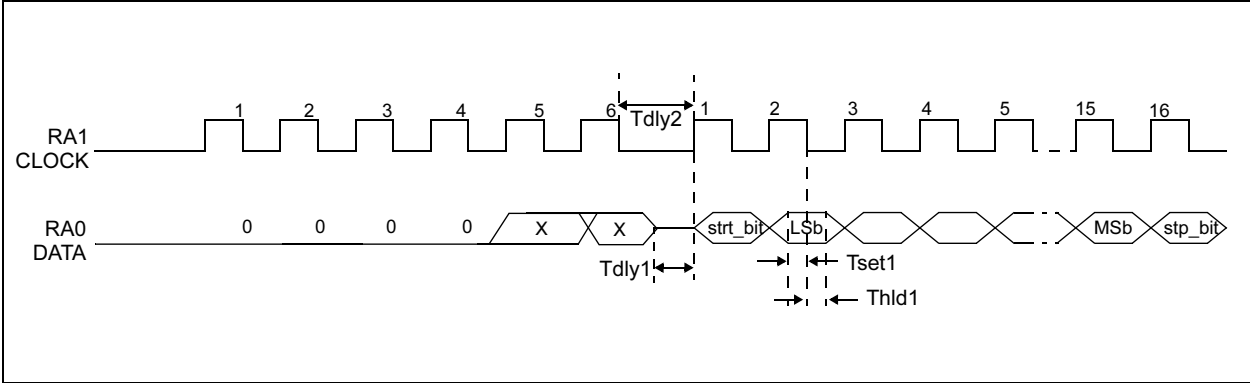 1 2 3 4 5 6 1 2 3 4 5 15 16
Tdly2
RA1
CLOCK
RA0
DATA
0 0 0 0 X X strt_bit LSb MSb stp_bit
Tdly1
Tset1
Thld1